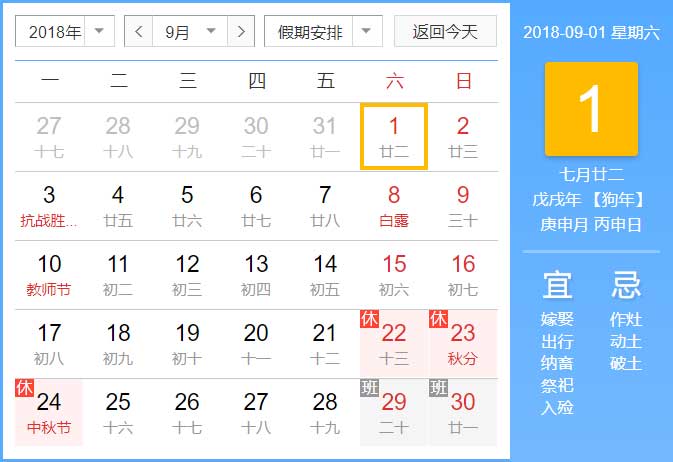 2018年 9月 假期安排 返回今天
一 二 三 四 五 六 日
27 28 29 30 31 1 2
十七 十八 十九 二十 廿一 廿二 廿三
3 4 5 6 7 8 9
抗战胜... 廿五 廿六 廿七 廿八 白露 三十
10 11 12 13 14 15 16
教师节 初二 初三 初四 初五 初六 初七
休 休
17 18 19 20 21 22 23
初八 初九 初十 十一 十二 十三 秋分
休 班 班
24 25 26 27 28 29 30
中秋节 十六 十七 十八 十九 二十 廿一
2018-09-01 星期六
1
七月廿二
戊戌年 【狗年】
庚申月 丙申日
宜 忌
嫁娶 作灶
出行 动土
纳畜 破土
祭祀
入殓